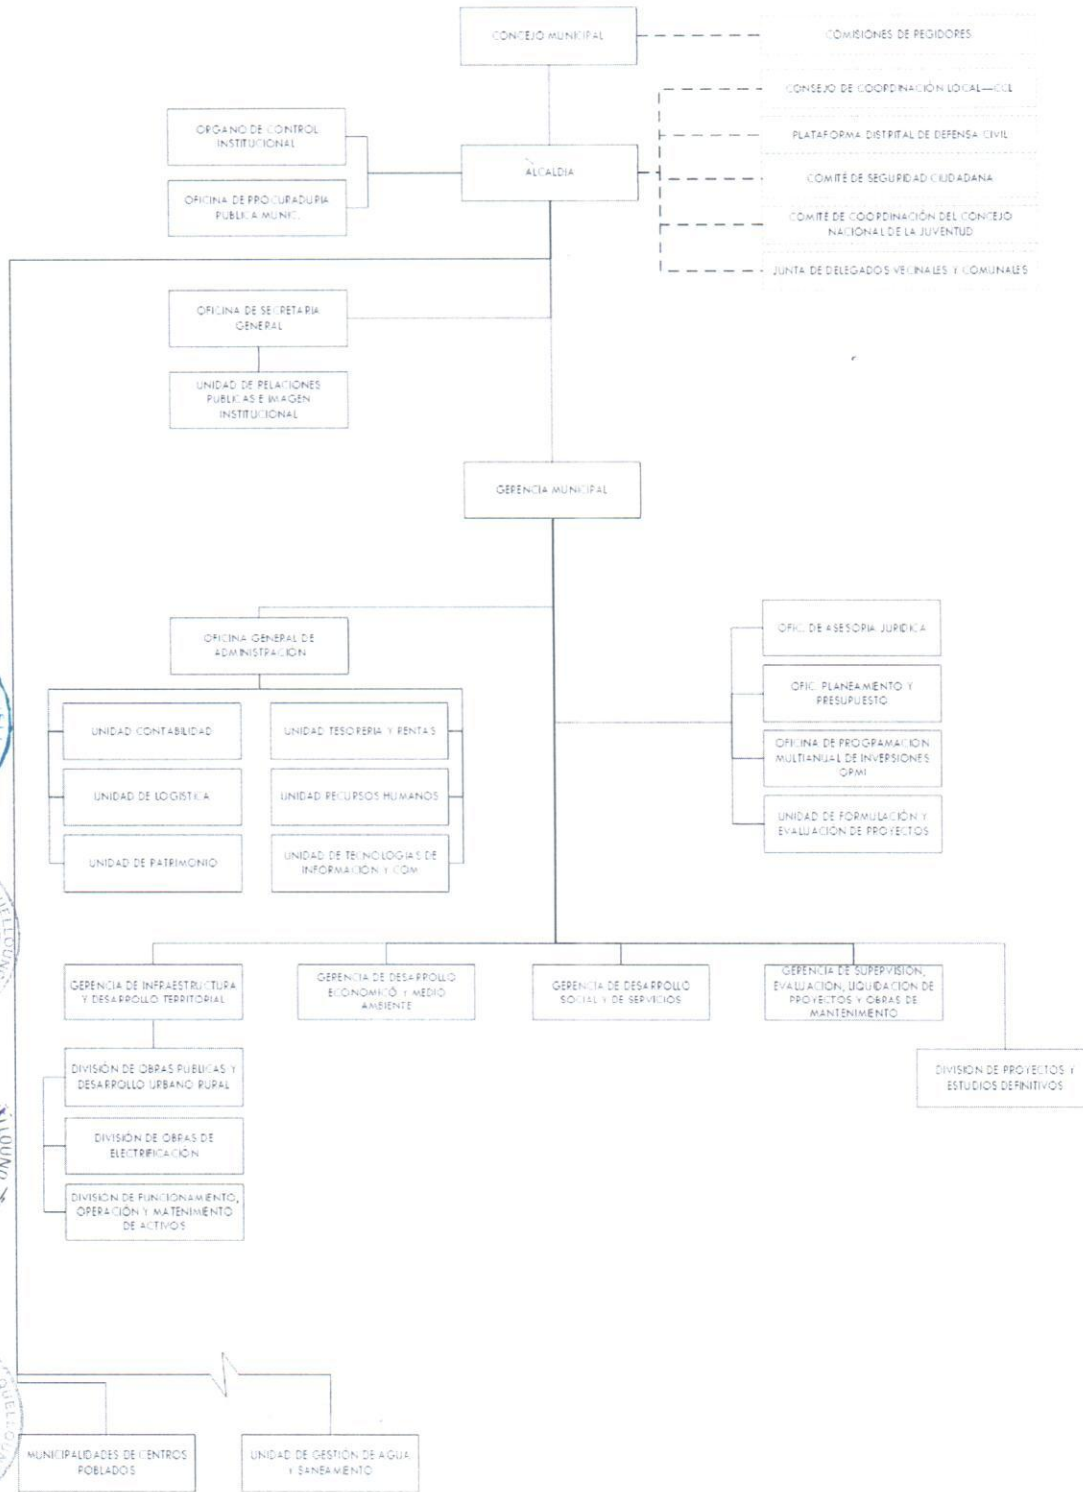 CONCEJO MUNICIPAL
COMISIONES DE REGIDORES
CONSEJO DE COORDINACIÓN LOCAL—CCL
ORGANO DE CONTROL
INSTITUCIONAL
PLATAFORMA DISTRITAL DE DEFENSA CIVIL
ALCALDIA
COMITÉ DE SEGURIDAD CIUDADANA
OFICINA DE PROCURADURIA
PUBLICA MUNIC.
COMITÉ DE COORDINACIÓN DEL CONCEJO
NACIONAL DE LA JUVENTUD
JUNTA DE DELEGADOS VECINALES Y COMUNALES
OFICINA DE SECRETARIA
GENERAL
UNIDAD DE RELACIONES
PUBLICAS E IMAGEN
INSTITUCIONAL
GERENCIA MUNICIPAL
OFICINA GENERAL DE
ADMINISTRACIÓN
OFIC. DE ASESORIA JURIDICA
OFIC. PLANEAMENTO Y
PRESUPUESTO
OFICINA DE PROGRAMACION
MULTIANUAL DE INVERSIONES
OPMI
UNIDAD DE FORMULACIÓN Y
EVALUACIÓN DE PROYECTOS
UNIDAD CONTABILIDAD
UNIDAD TESORERIA Y RENTAS
UNIDAD DE LOGISTICA
UNIDAD RECURSOS HUMANOS
UNIDAD DE PATRIMONIO
UNIDAD DE TECNOLOGIAS DE
INFORMACIÓN Y COM
GERENCIA DE INFRAESTRUCTURA
Y DESARROLLO TERRITORIAL
GERENCIA DE DESARROLLO
ECONOMICÓ Y MEDIO
AMBIENTE
GERENCIA DE DESARROLLO
SOCIAL Y DE SERVICIOS
GERENCIA DE SUPERVISIÓN,
EVALUACION, LIQUIDACION DE
PROYECTOS Y OBRAS DE
MANTENIMENTO
DIVISIÓN DE PROYECTOS Y
ESTUDIOS DEFINITIVOS
DIVISIÓN DE OBRAS PUBLICAS Y
DESARROLLO URBANO RURAL
DIVISIÓN DE OBRAS DE
ELECTRIFICACIÓN
DIVISIÓN DE FUNCIONAMIENTO,
OPERACIÓN Y MATENIMIENTO
DE ACTIVOS
MUNICIPALIDADES DE CENTROS
POBLADOS
UNIDAD DE GESTIÓN DE AGUA
Y SANEAMIENTO